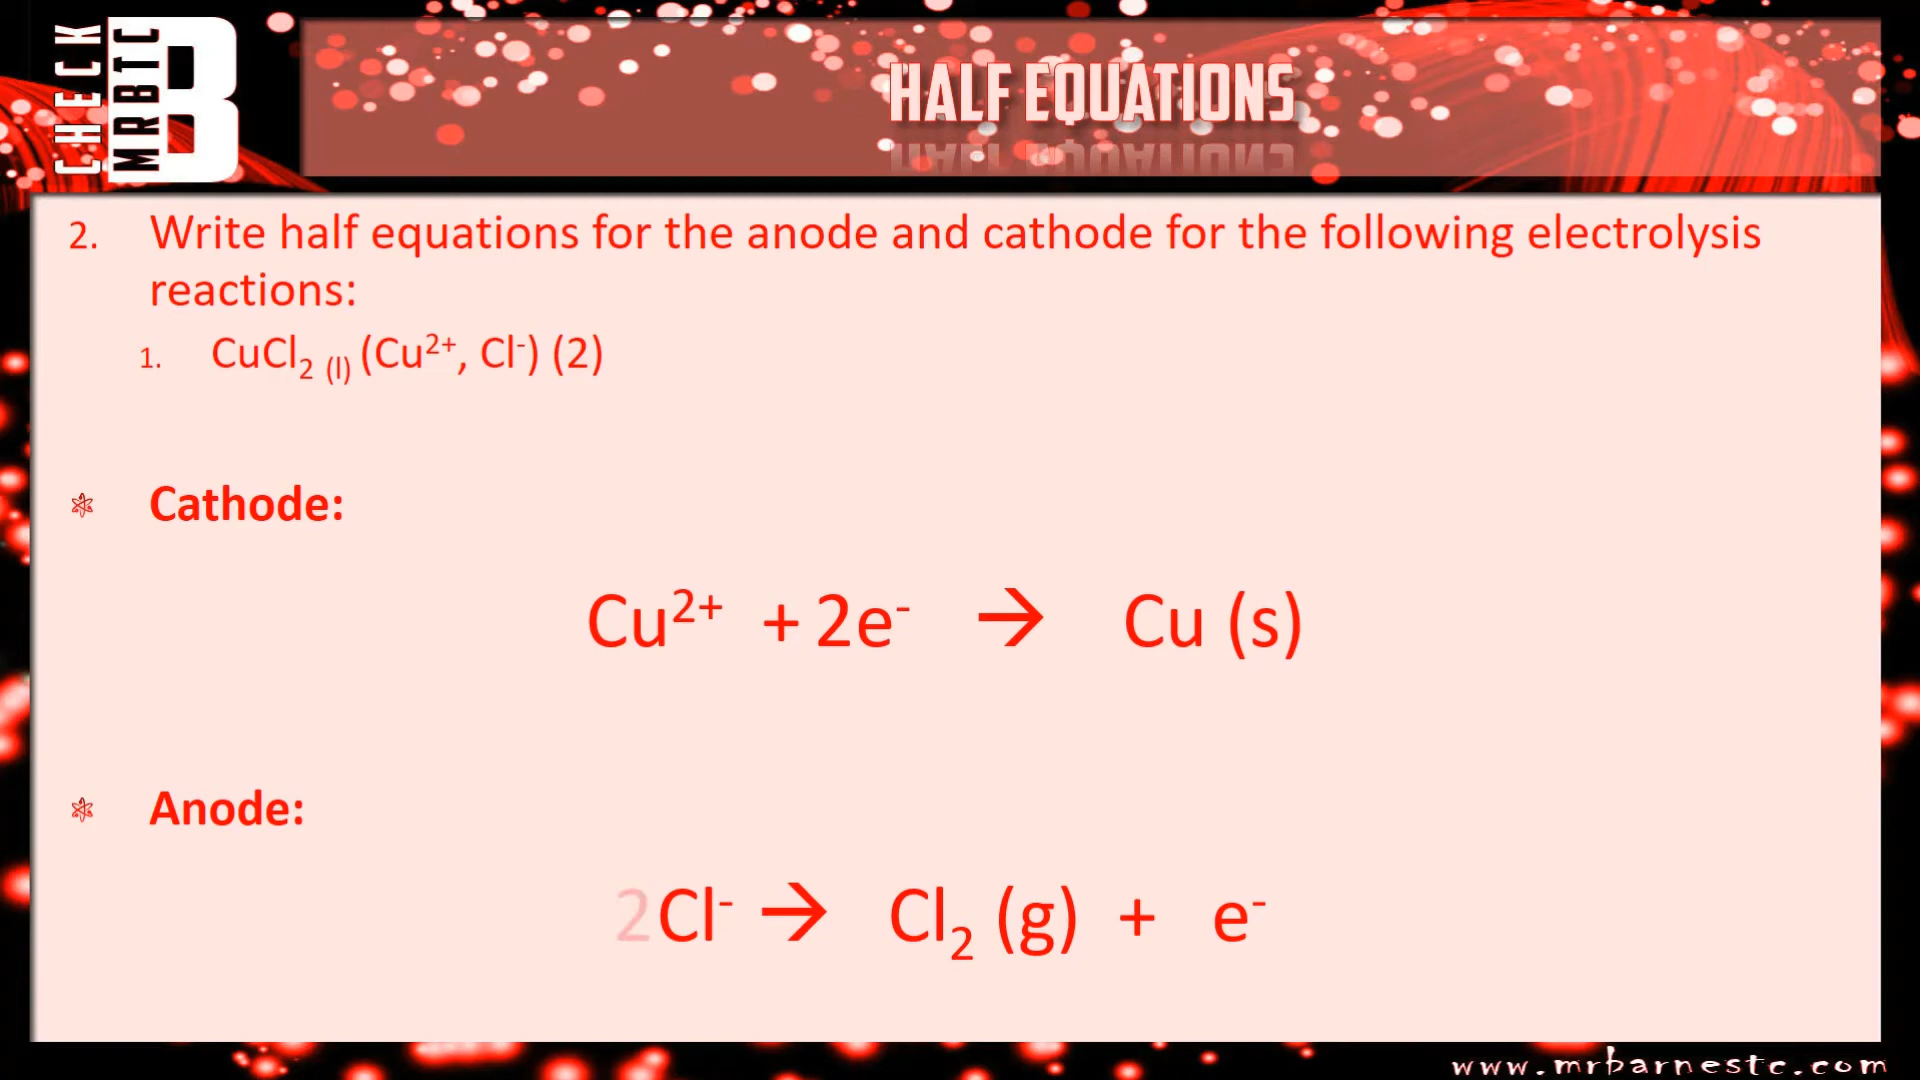 CHECK
MRBTC
B
HALF EQUATIONS
2. Write half equations for the anode and cathode for the following electrolysis
reactions:
1. CuCl₂ ₍ₗ₎ (Cu²⁺, Cl⁻) (2)
Cathode:
Cu²⁺ + 2e⁻ → Cu (s)
Anode:
2Cl⁻ → Cl₂ (g) + e⁻
www.mrbarnestc.com